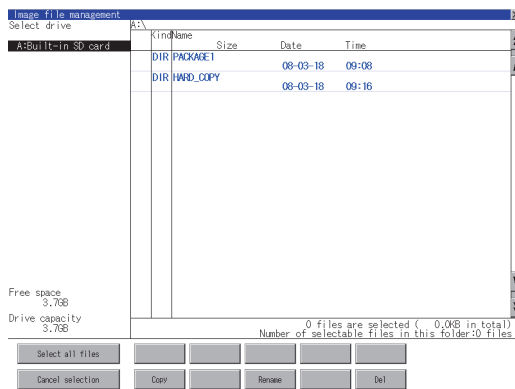 Image file management
Select drive
A:\
A:Built-in SD card
Kind Name
Size Date Time
DIR PACKAGE1
08-03-18 09:08
DIR HARD_COPY
08-03-18 09:16
Free space
3.7GB
Drive capacity
3.7GB
0 files are selected ( 0.0KB in total)
Number of selectable files in this folder:0 files
Select all files
Cancel selection Copy Rename Del